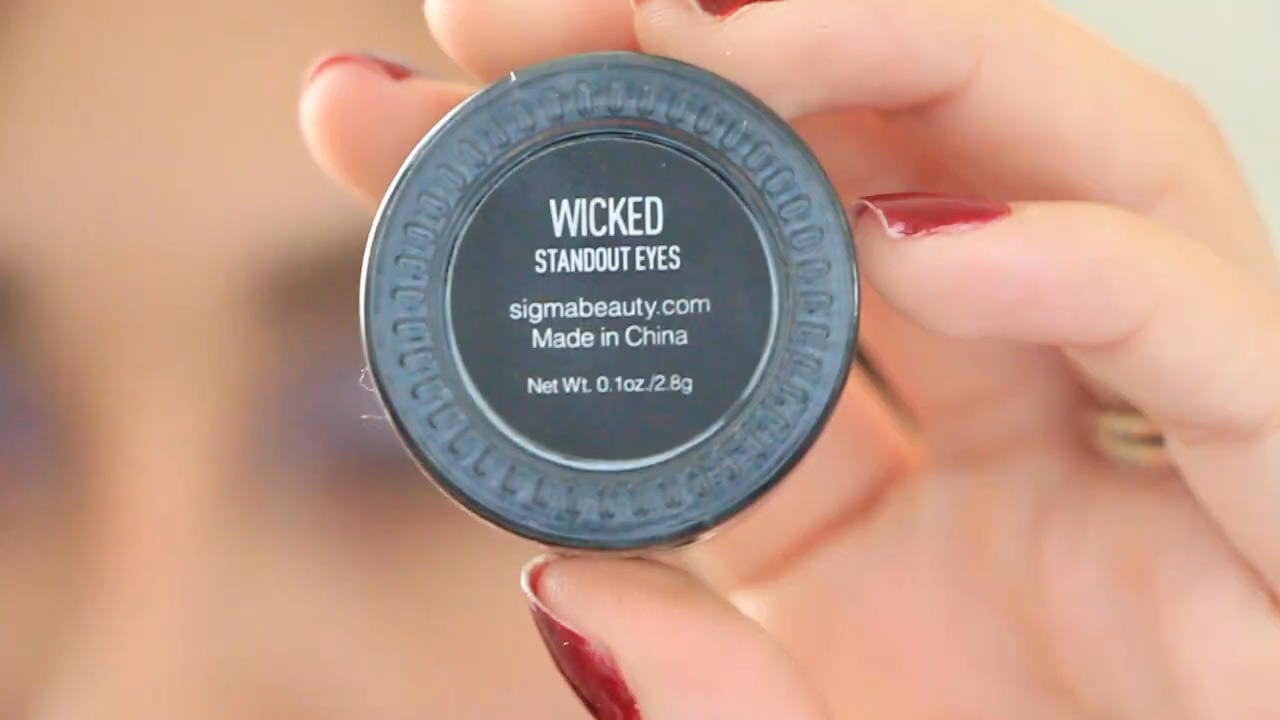 WICKED
STANDOUT EYES
sigmabeauty.com
Made in China
Net Wt. 0.1oz./2.8g